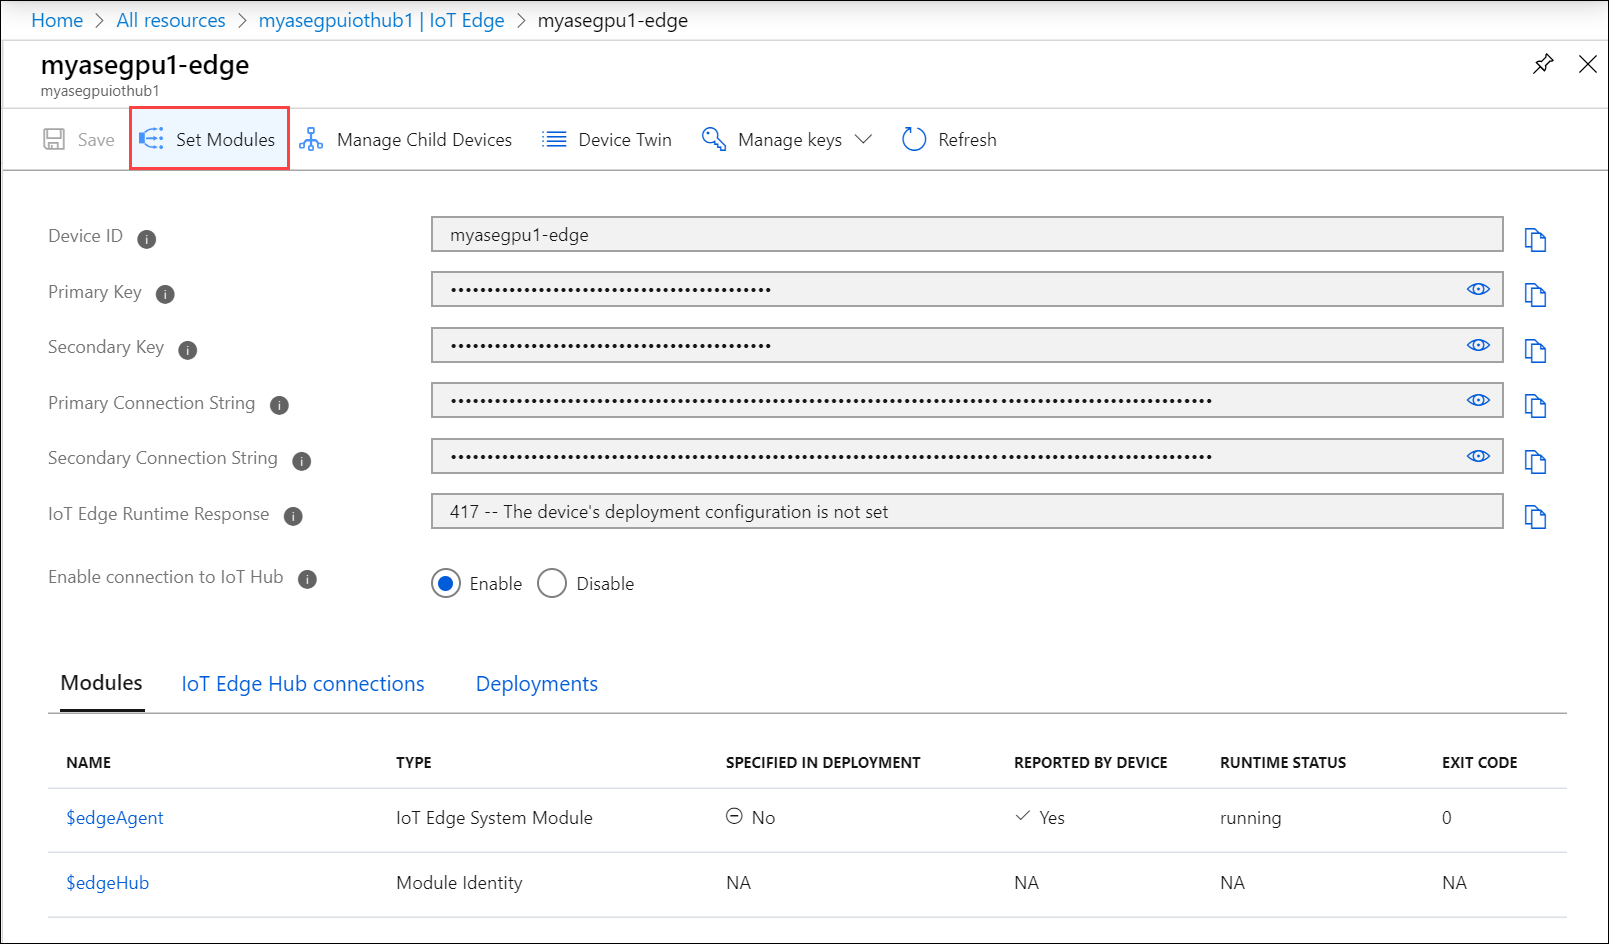 Home > All resources > myasegpuiothub1 | IoT Edge > myasegpu1-edge
myasegpu1-edge
myasegpuiothub1
Save Set Modules Manage Child Devices Device Twin Manage keys Refresh
Device ID myasegpu1-edge
Primary Key
Secondary Key
Primary Connection String
Secondary Connection String
IoT Edge Runtime Response 417 -- The device's deployment configuration is not set
Enable connection to IoT Hub Enable Disable
Modules IoT Edge Hub connections Deployments
NAME TYPE SPECIFIED IN DEPLOYMENT REPORTED BY DEVICE RUNTIME STATUS EXIT CODE
$edgeAgent IoT Edge System Module No Yes running 0
$edgeHub Module Identity NA NA NA NA